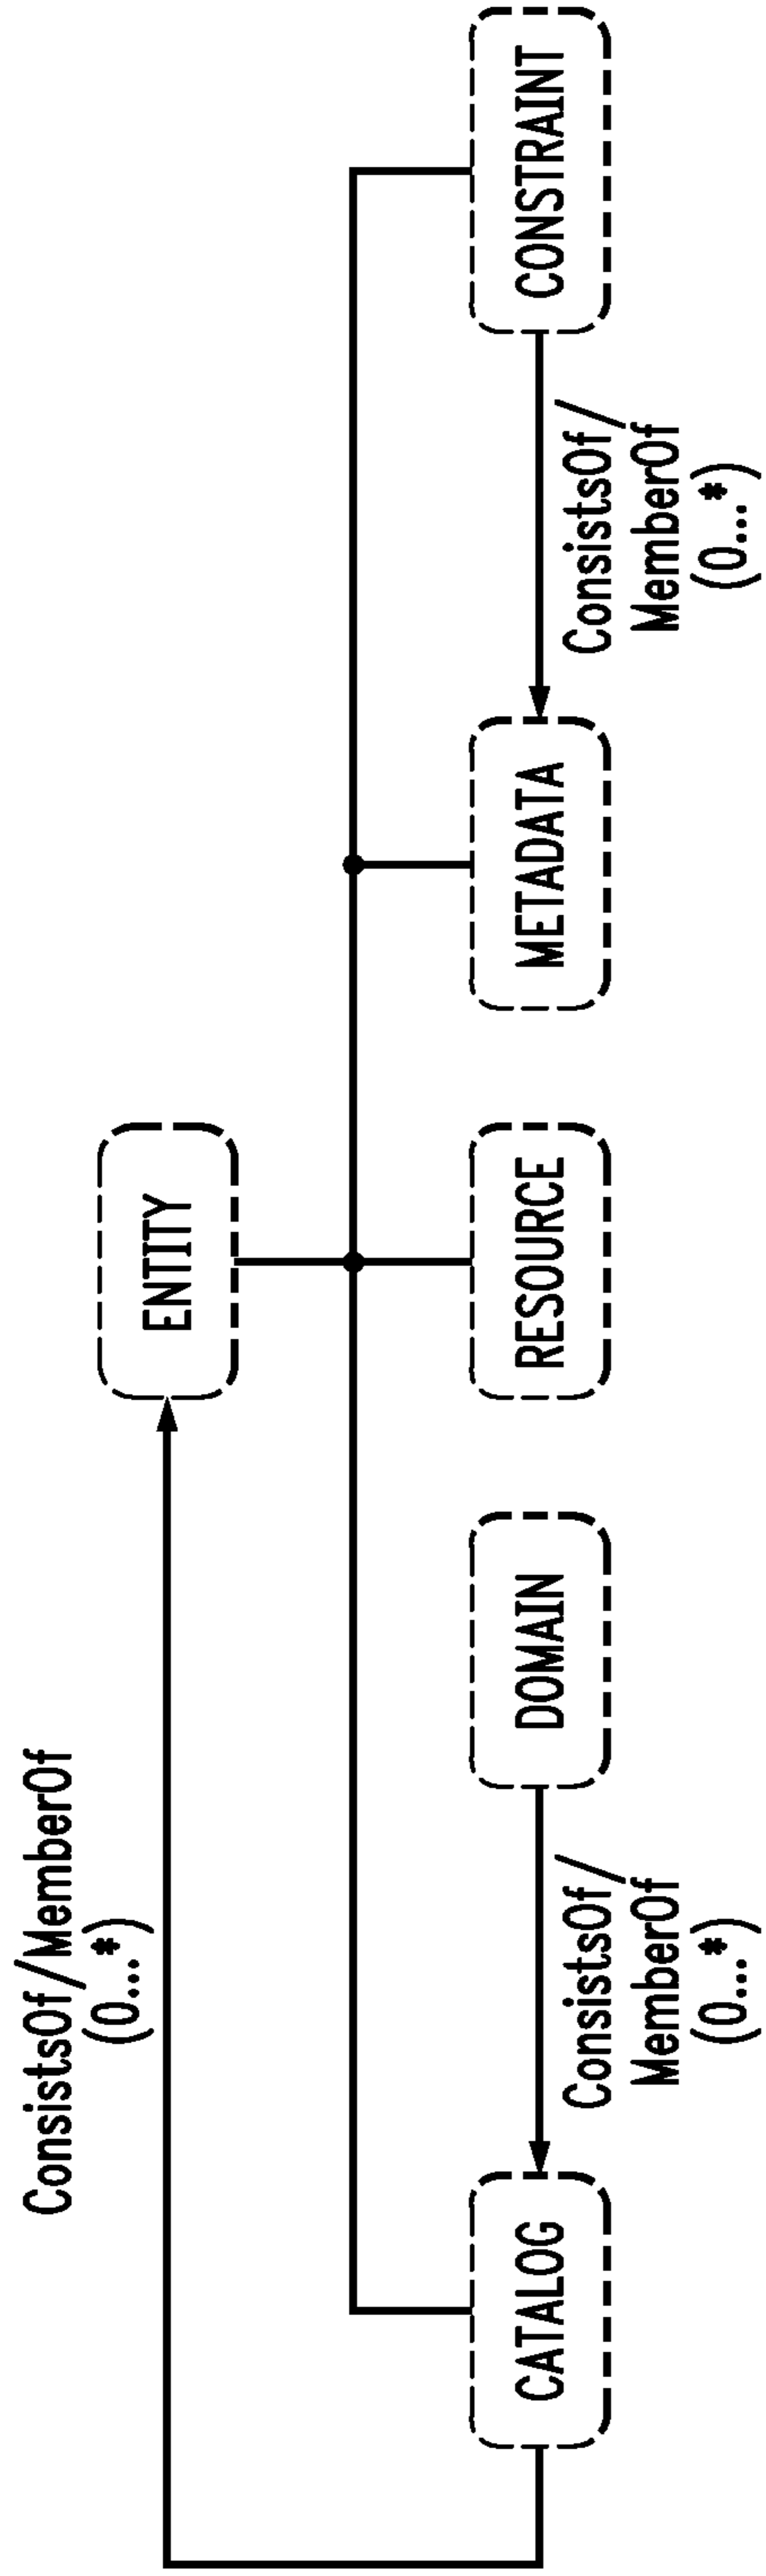 ConsistsOf/MemberOf
(0...*)
ENTITY
CATALOG
ConsistsOf/
MemberOf
(0...*)
DOMAIN
RESOURCE
METADATA
ConsistsOf/
MemberOf
(0...*)
CONSTRAINT